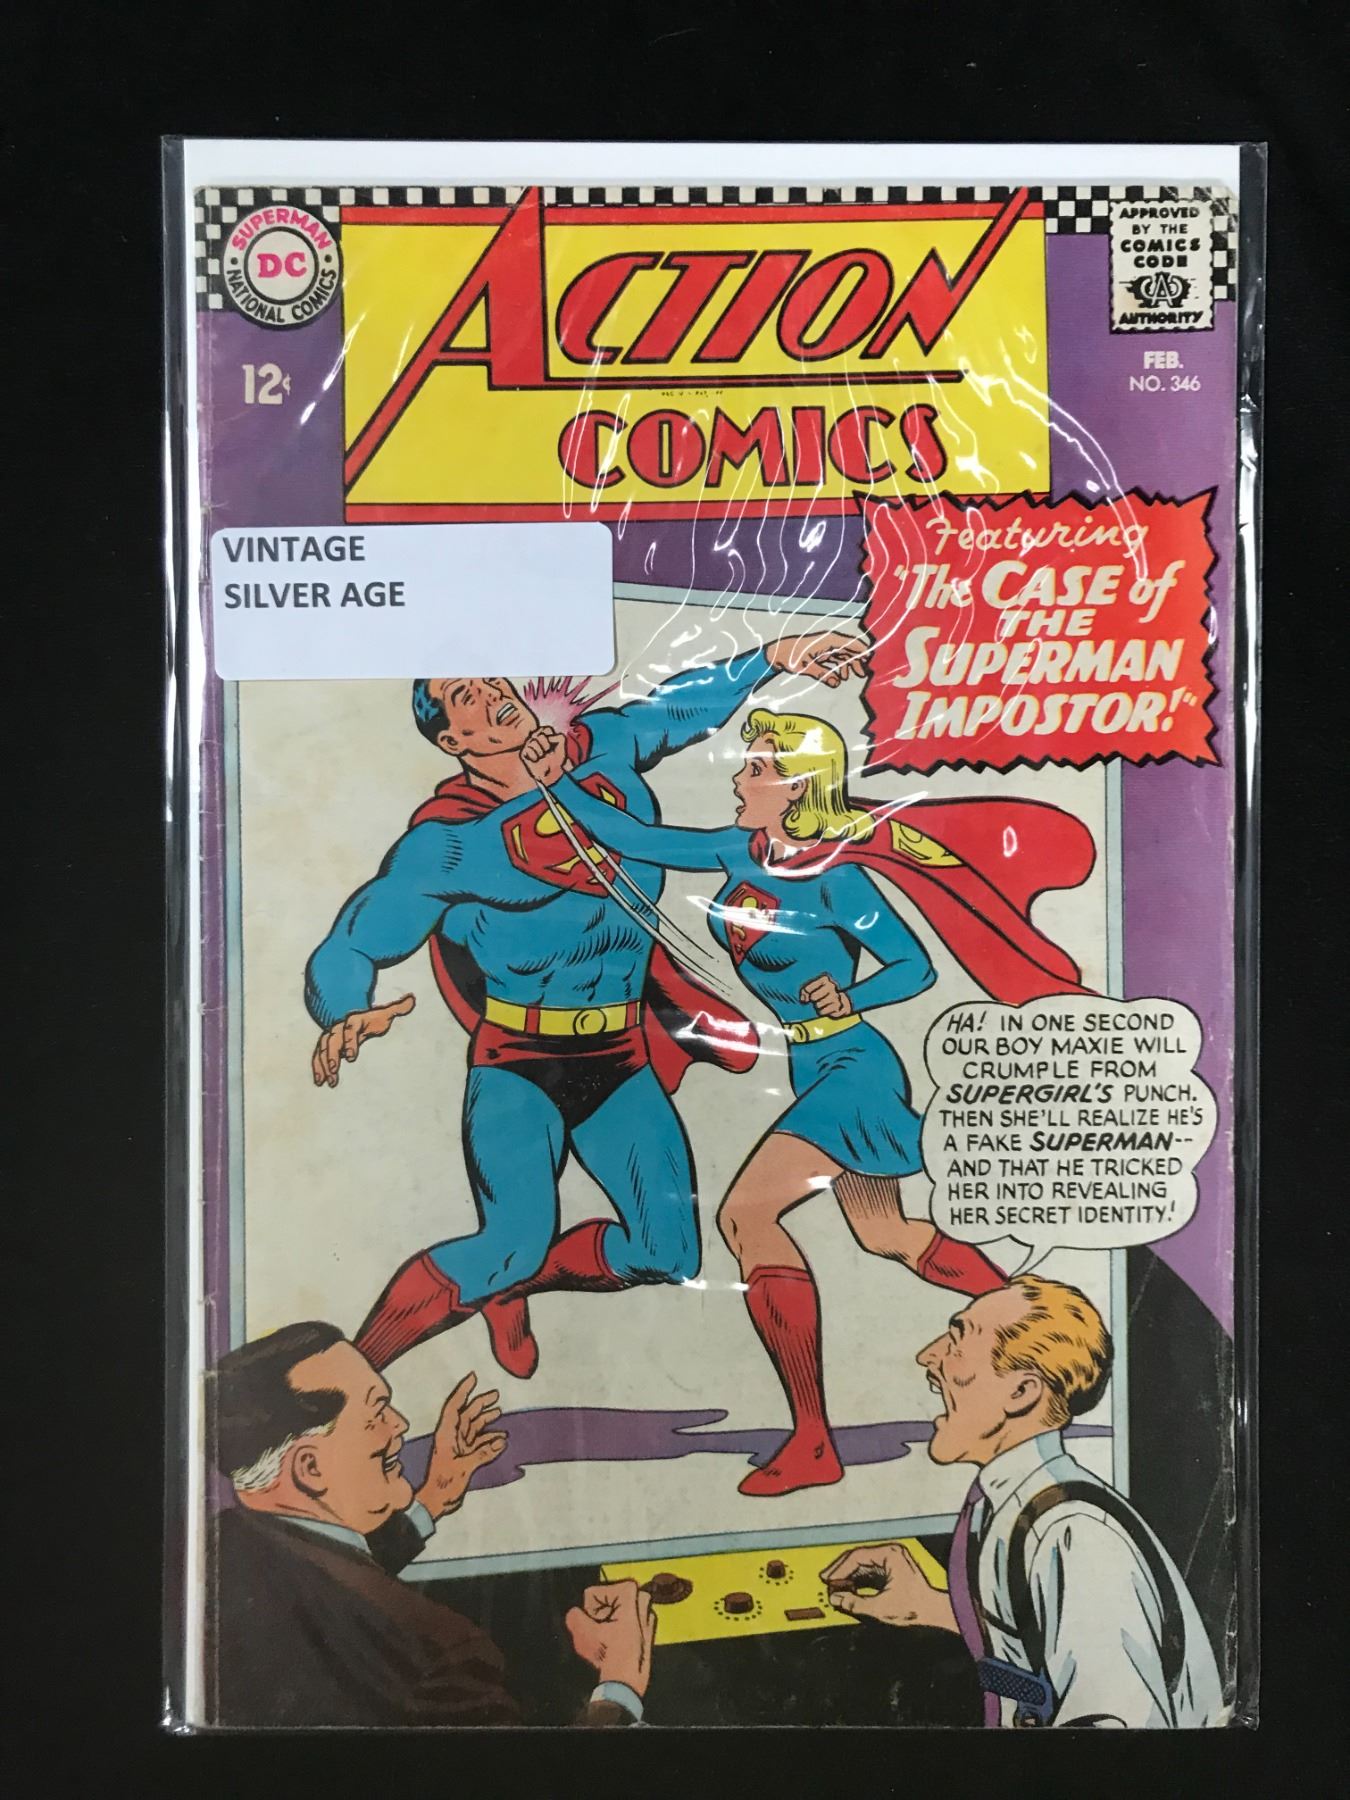 SUPERMAN
DC
NATIONAL COMICS
12¢
ACTION
COMICS
APPROVED
BY THE
COMICS
CODE
CA
AUTHORITY
FEB.
NO. 346
VINTAGE
SILVER AGE
Featuring
"The CASE of
THE
SUPERMAN
IMPOSTOR!"
HA! IN ONE SECOND
OUR BOY MAXIE WILL
CRUMPLE FROM
SUPERGIRL'S PUNCH.
THEN SHE'LL REALIZE HE'S
A FAKE SUPERMAN--
AND THAT HE TRICKED
HER INTO REVEALING
HER SECRET IDENTITY!